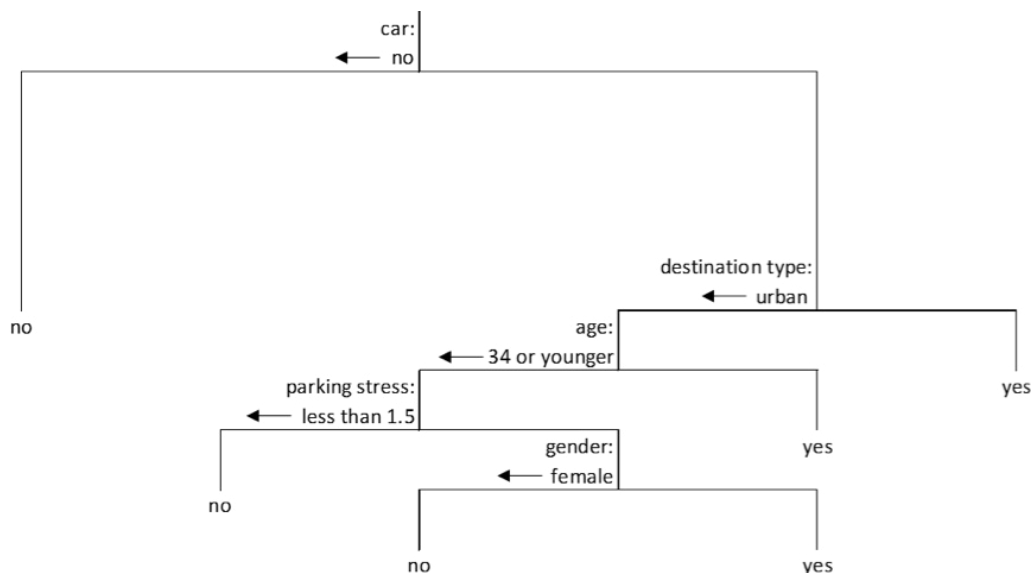 car:
no
destination type:
urban
no
age:
34 or younger
parking stress:
yes
less than 1.5
gender:
yes
female
no
no
yes